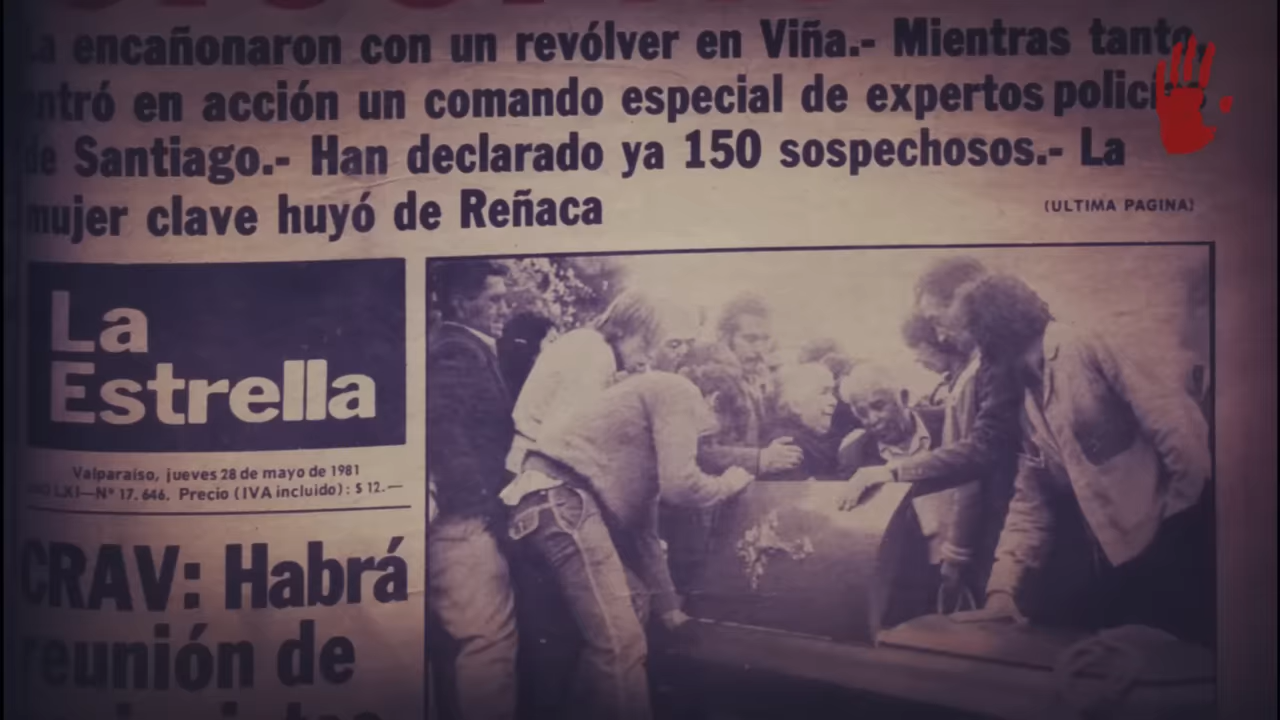 La encañonaron con un revólver en Viña.- Mientras tanto
entró en acción un comando especial de expertos
de Santiago.- Han declarado ya 150 sospechosos.- La
mujer clave huyó de Reñaca
(ULTIMA PAGINA)
La
Estrella
Valparaíso, jueves 28 de mayo de 1981
AÑO LXI—N° 17.646. Precio (IVA incluido): $ 12.—
CRAV: Habrá
reunión de